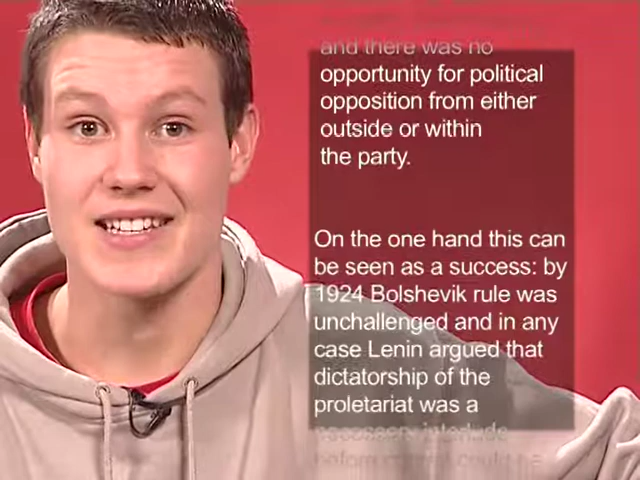 and there was no
opportunity for political
opposition from either
outside or within
the party.
On the one hand this can
be seen as a success: by
1924 Bolshevik rule was
unchallenged and in any
case Lenin argued that
dictatorship of the
proletariat was a
necessary interlude